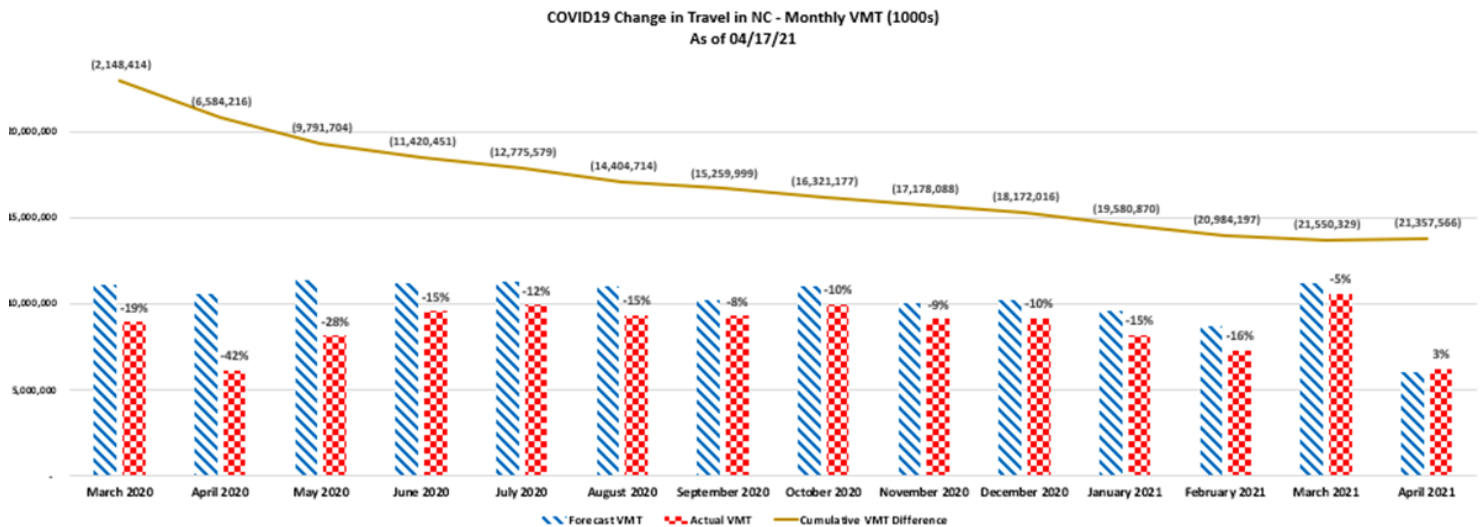 COVID19 Change in Travel in NC - Monthly VMT (1000s)
As of 04/17/21
(2,148,414)
(6,584,216)
(9,791,704)
(11,420,451)
(12,775,579)
(14,404,714)
(15,259,999)
(16,321,177)
(17,178,088)
(18,172,016)
(19,580,870)
(20,984,197)
(21,550,329)
(21,357,566)
20,000,000
15,000,000
10,000,000
5,000,000
-
-19%
-42%
-28%
-15%
-12%
-15%
-8%
-10%
-9%
-10%
-15%
-16%
-5%
3%
March 2020
April 2020
May 2020
June 2020
July 2020
August 2020
September 2020
October 2020
November 2020
December 2020
January 2021
February 2021
March 2021
April 2021
Forecast VMT
Actual VMT
Cumulative VMT Difference